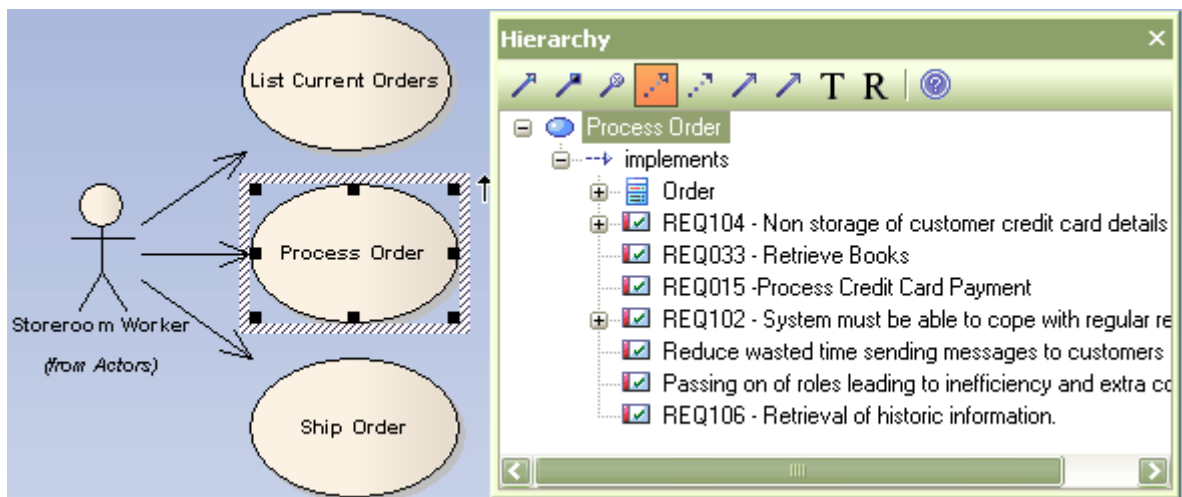 List Current Orders
Process Order
Storeroom Worker
(from Actors)
Ship Order
Hierarchy
T R
Process Order
implements
Order
REQ104 - Non storage of customer credit card details
REQ033 - Retrieve Books
REQ015 -Process Credit Card Payment
REQ102 - System must be able to cope with regular re
Reduce wasted time sending messages to customers
Passing on of roles leading to inefficiency and extra co
REQ106 - Retrieval of historic information.